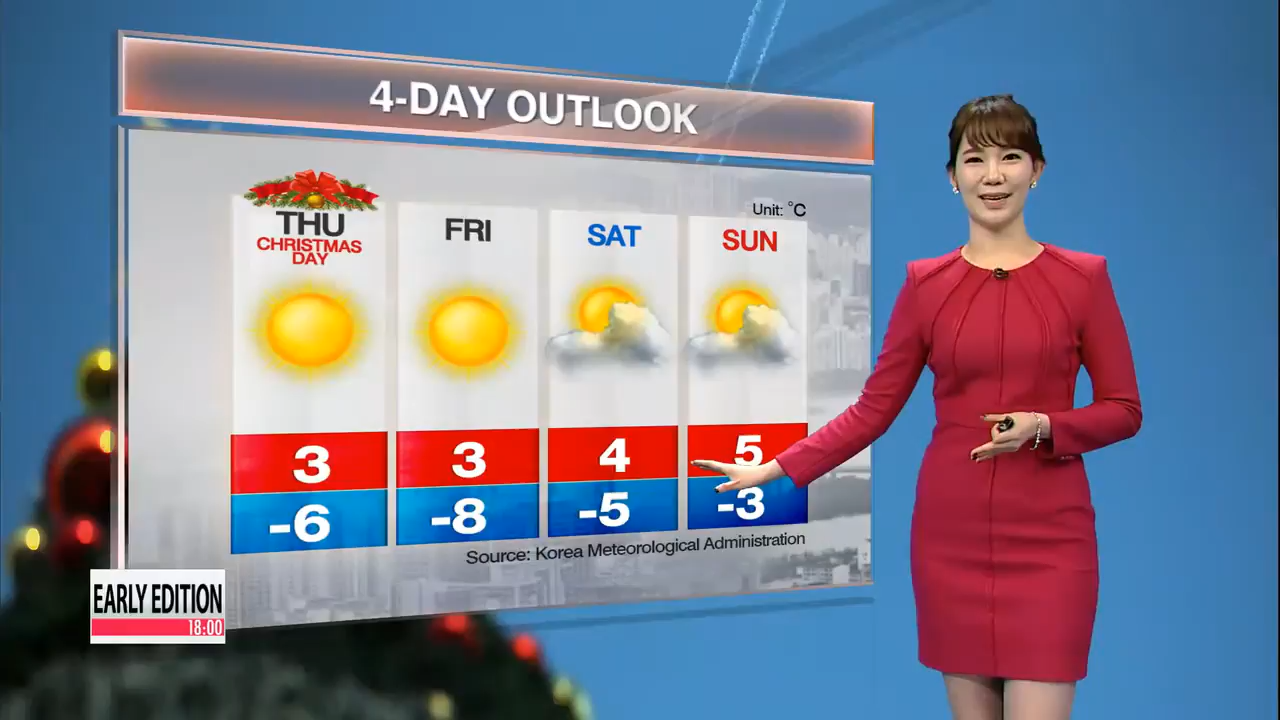 4-DAY OUTLOOK
Unit: °C
THU
CHRISTMAS
DAY
FRI
SAT
SUN
3
3
4
5
-6
-8
-5
-3
Source: Korea Meteorological Administration
EARLY EDITION
18:00